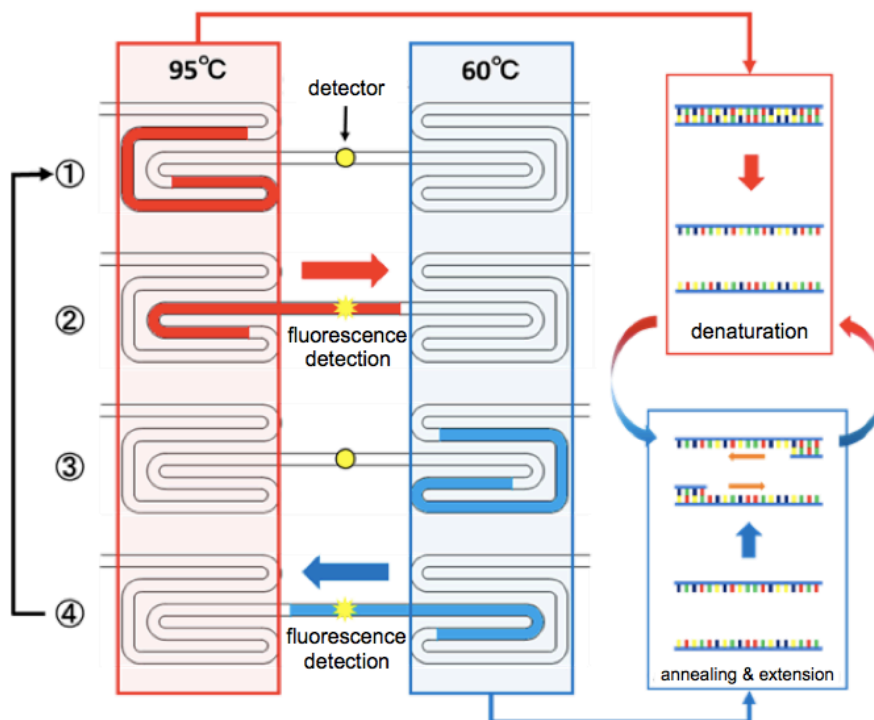 95℃
60℃
detector
①
②
fluorescence
detection
③
④
fluorescence
detection
denaturation
annealing & extension